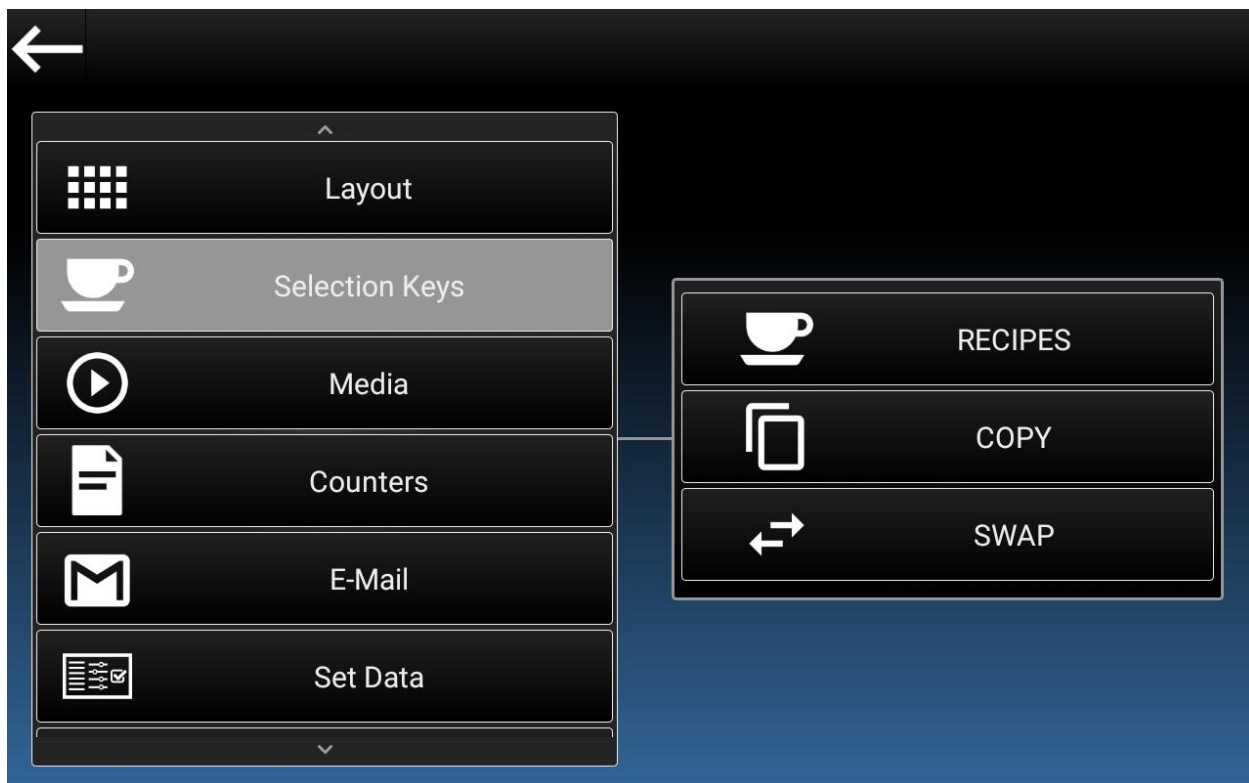 Layout
Selection Keys
Media
Counters
E-Mail
Set Data
RECIPES
COPY
SWAP